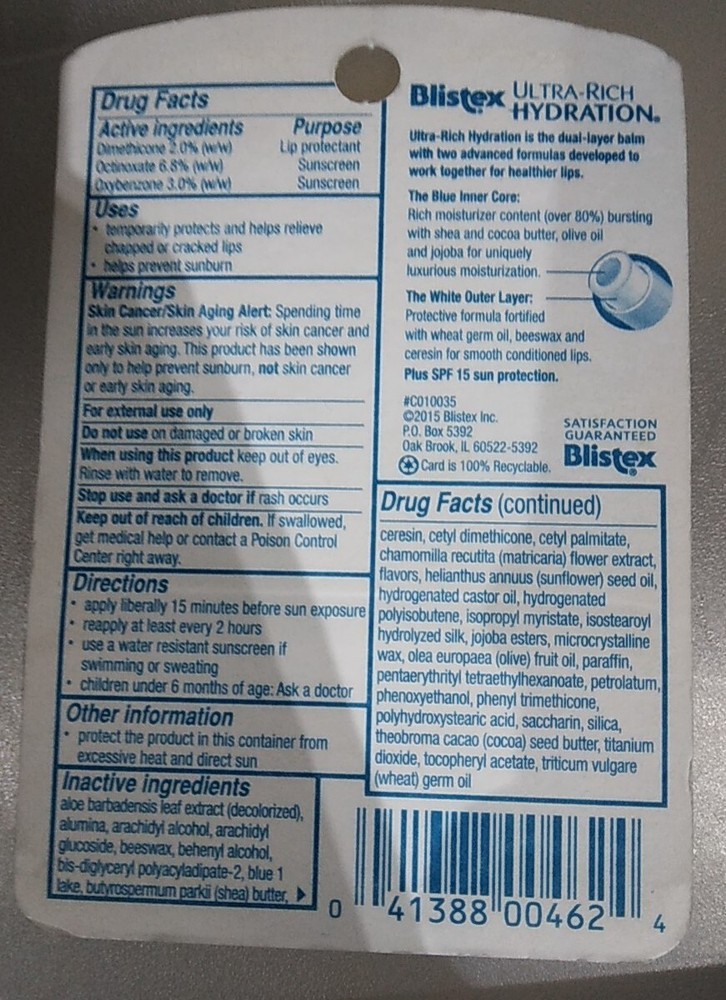 Drug Facts
Active ingredients Purpose
Dimethicone 2.0% (w/w) Lip protectant
Octinoxate 6.8% (w/w) Sunscreen
Oxybenzone 3.0% (w/w) Sunscreen
Uses
• temporarily protects and helps relieve
chapped or cracked lips
• helps prevent sunburn
Warnings
Skin Cancer/Skin Aging Alert: Spending time
in the sun increases your risk of skin cancer and
early skin aging. This product has been shown
only to help prevent sunburn, not skin cancer
or early skin aging.
For external use only
Do not use on damaged or broken skin
When using this product keep out of eyes.
Rinse with water to remove.
Stop use and ask a doctor if rash occurs
Keep out of reach of children. If swallowed,
get medical help or contact a Poison Control
Center right away.
Directions
• apply liberally 15 minutes before sun exposure
• reapply at least every 2 hours
• use a water resistant sunscreen if
swimming or sweating
• children under 6 months of age: Ask a doctor
Other information
• protect the product in this container from
excessive heat and direct sun
Inactive ingredients
aloe barbadensis leaf extract (decolorized),
alumina, arachidyl alcohol, arachidyl
glucoside, beeswax, behenyl alcohol,
bis-diglyceryl polyacyladipate-2, blue 1
lake, butyrospermum parkii (shea) butter,
Blistex ULTRA-RICH
HYDRATION®
Ultra-Rich Hydration is the dual-layer balm
with two advanced formulas developed to
work together for healthier lips.
The Blue Inner Core:
Rich moisturizer content (over 80%) bursting
with shea and cocoa butter, olive oil
and jojoba for uniquely
luxurious moisturization.
The White Outer Layer:
Protective formula fortified
with wheat germ oil, beeswax and
ceresin for smooth conditioned lips.
Plus SPF 15 sun protection.
#C010035
©2015 Blistex Inc.
P.O. Box 5392
Oak Brook, IL 60522-5392
Card is 100% Recyclable.
SATISFACTION
GUARANTEED
Blistex®
Drug Facts (continued)
ceresin, cetyl dimethicone, cetyl palmitate,
chamomilla recutita (matricaria) flower extract,
flavors, helianthus annuus (sunflower) seed oil,
hydrogenated castor oil, hydrogenated
polyisobutene, isopropyl myristate, isostearoyl
hydrolyzed silk, jojoba esters, microcrystalline
wax, olea europaea (olive) fruit oil, paraffin,
pentaerythrityl tetraethylhexanoate, petrolatum,
phenoxyethanol, phenyl trimethicone,
polyhydroxystearic acid, saccharin, silica,
theobroma cacao (cocoa) seed butter, titanium
dioxide, tocopheryl acetate, triticum vulgare
(wheat) germ oil
0 41388 00462 4